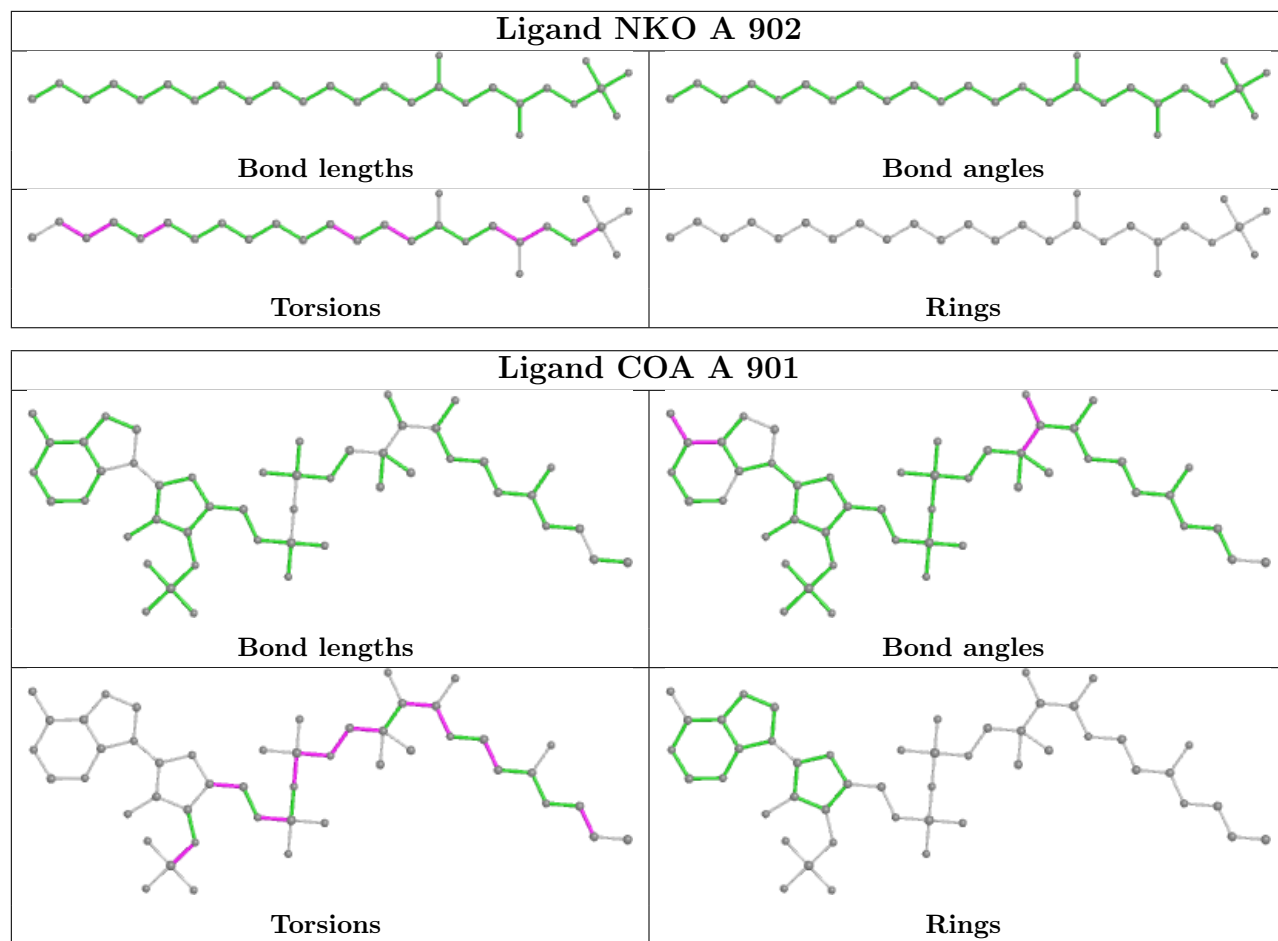 Ligand NKO A 902
Bond lengths
Bond angles
Torsions
Rings
Ligand COA A 901
Bond lengths
Bond angles
Torsions
Rings